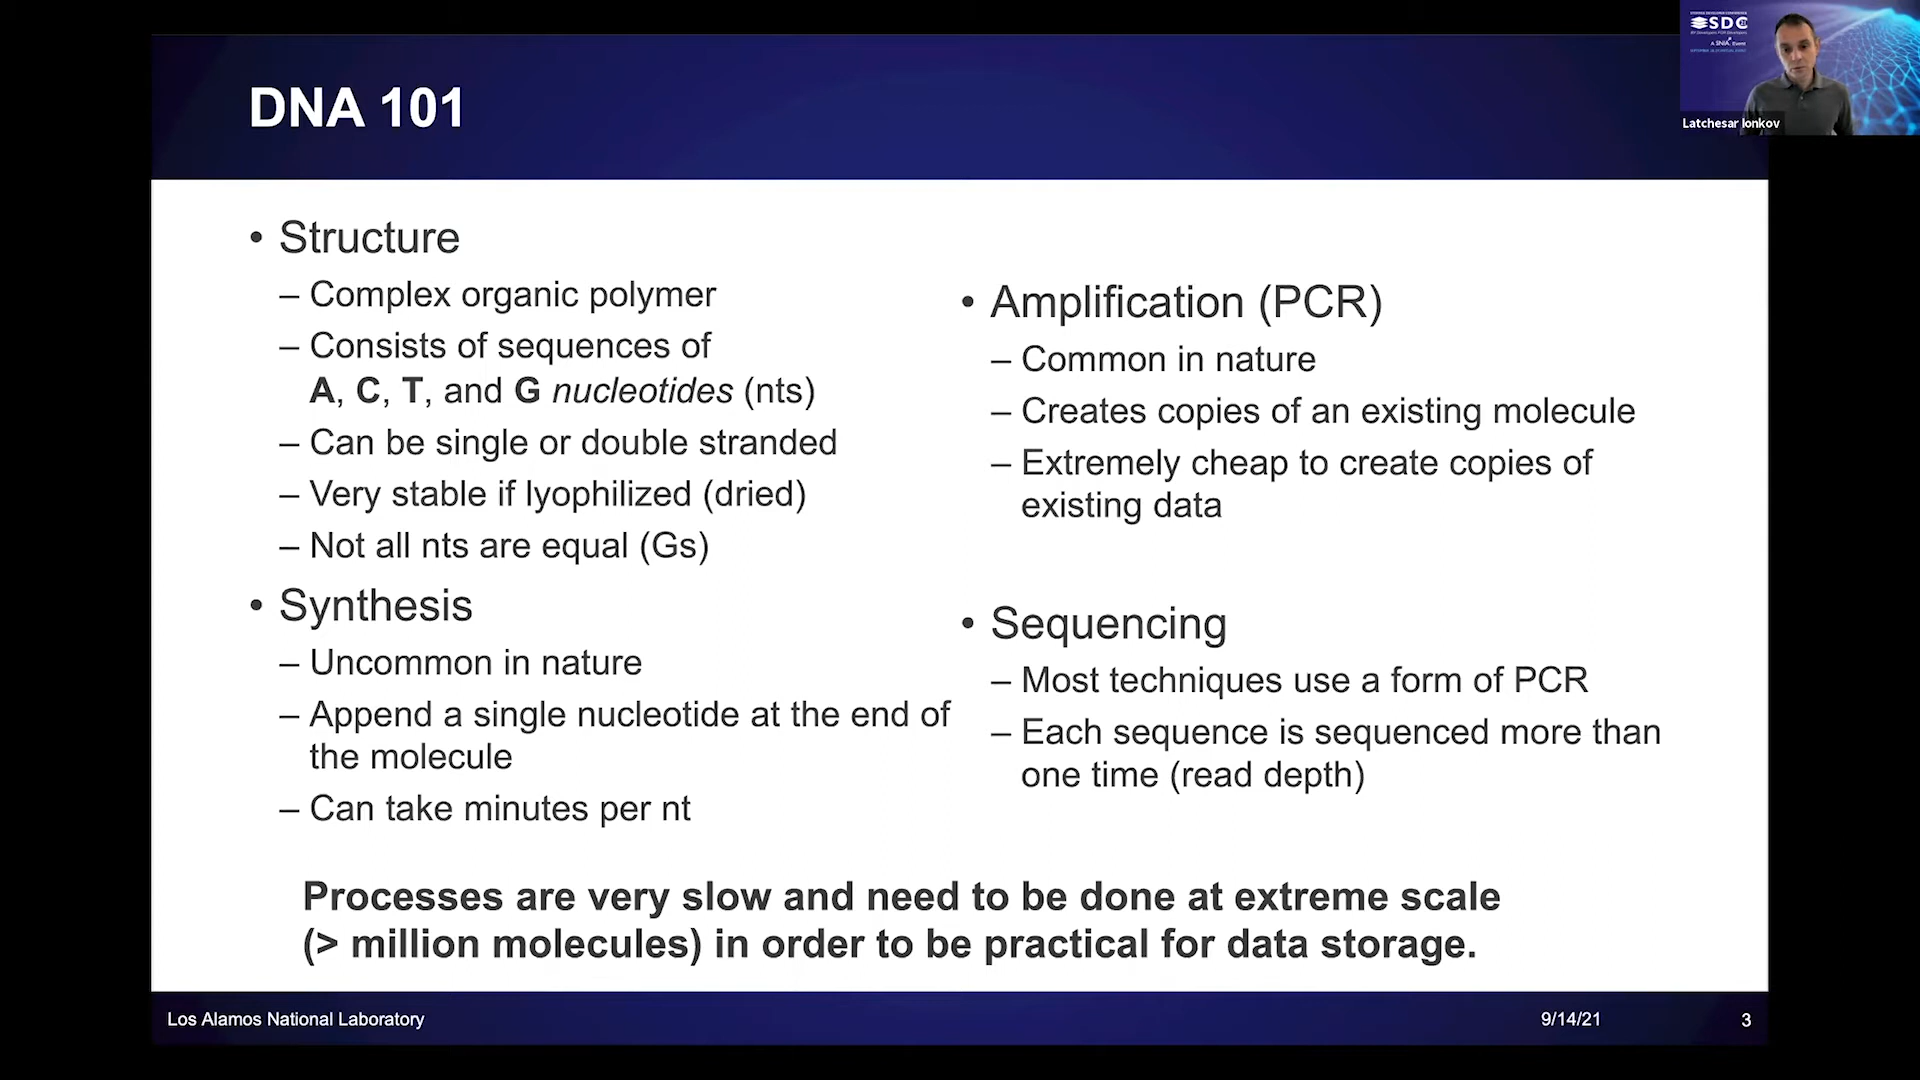 DNA 101
• Structure
– Complex organic polymer
– Consists of sequences of
A, C, T, and G nucleotides (nts)
– Can be single or double stranded
– Very stable if lyophilized (dried)
– Not all nts are equal (Gs)
• Synthesis
– Uncommon in nature
– Append a single nucleotide at the end of
the molecule
– Can take minutes per nt
• Amplification (PCR)
– Common in nature
– Creates copies of an existing molecule
– Extremely cheap to create copies of
existing data
• Sequencing
– Most techniques use a form of PCR
– Each sequence is sequenced more than
one time (read depth)
Processes are very slow and need to be done at extreme scale
(> million molecules) in order to be practical for data storage.
Los Alamos National Laboratory
9/14/21
3
SDC
A SNIA Event
Latchesar Ionkov